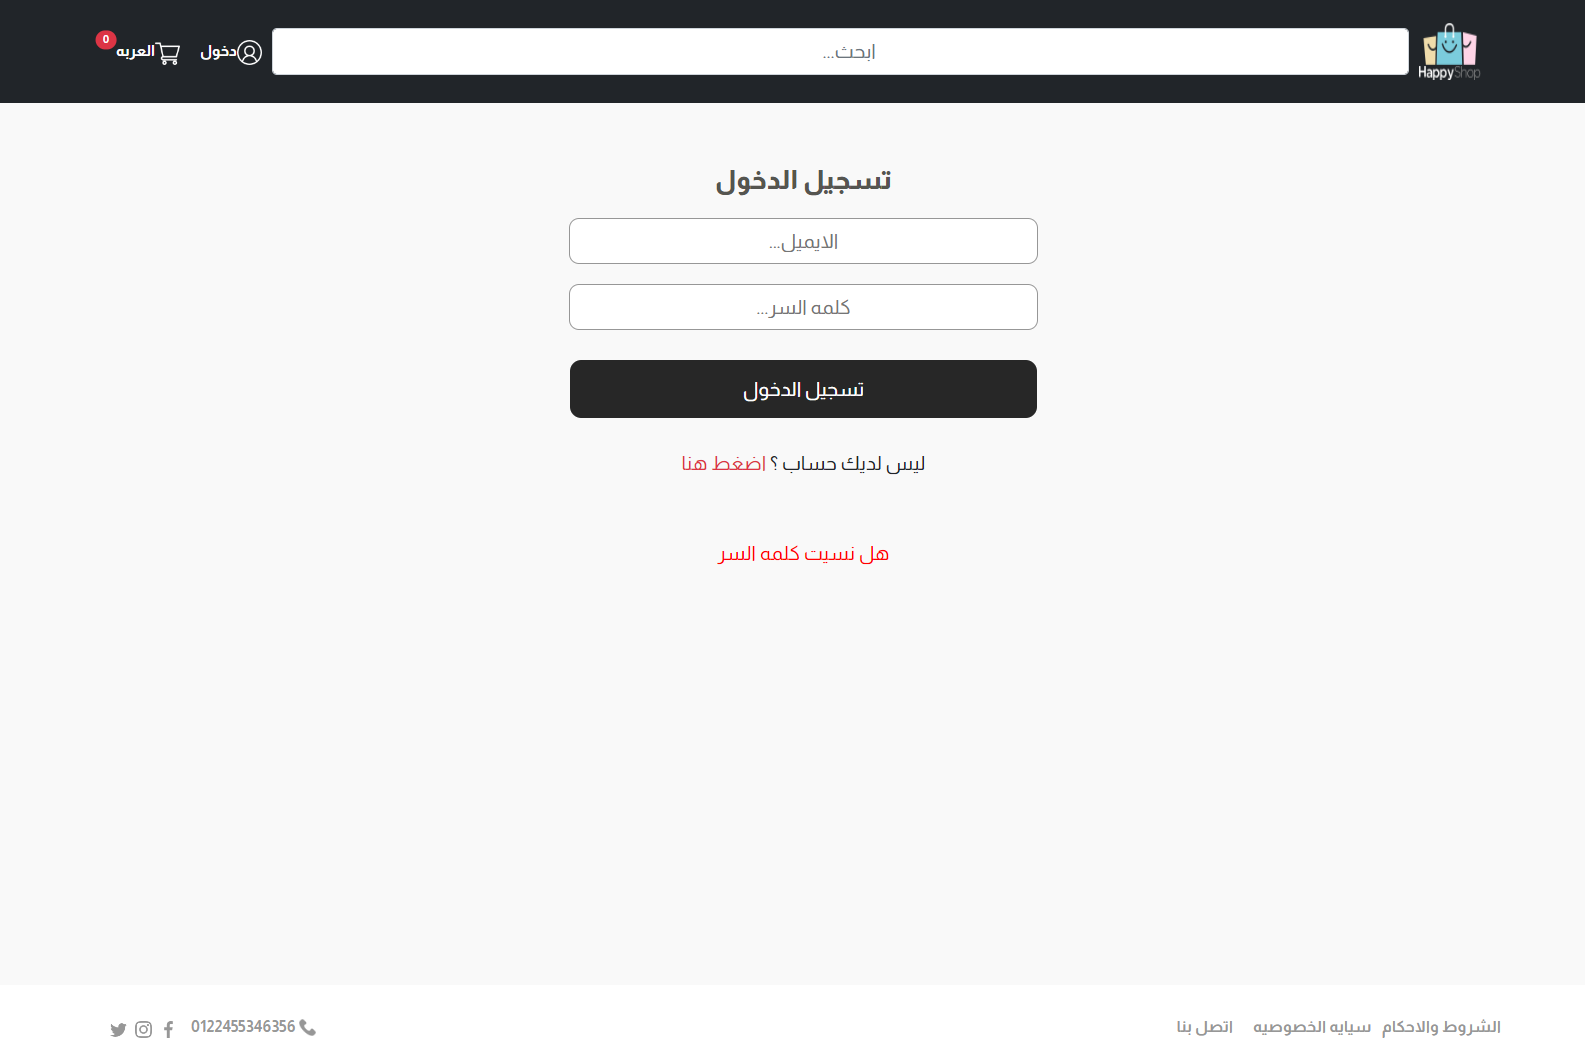 HappyShop
ابحث...
دخول
العربه
0
تسجيل الدخول
الايميل...
كلمه السر...
تسجيل الدخول
ليس لديك حساب ؟ اضغط هنا
هل نسيت كلمه السر
الشروط والاحكام
سيايه الخصوصيه
اتصل بنا
0122455346356